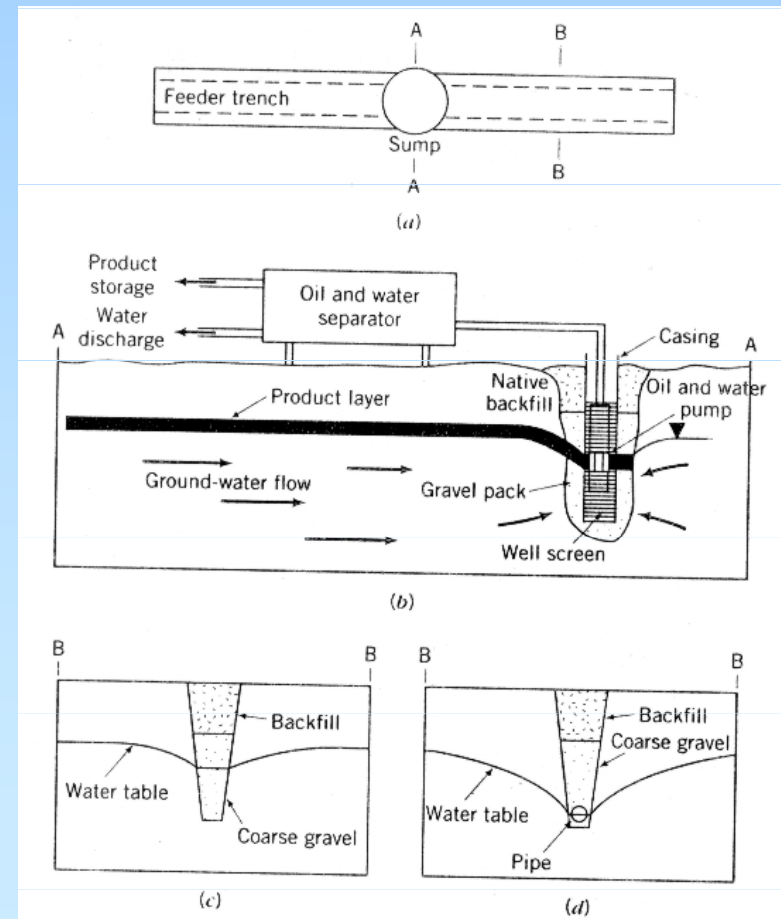 A
B
Feeder trench
Sump
A
B
(a)
Product
storage
Oil and water
separator
Water
discharge
A
Casing
A
Native
backfill
Oil and water
pump
Product layer
Ground-water flow
Gravel pack
Well screen
(b)
B
B
Backfill
Water table
Coarse gravel
(c)
B
B
Backfill
Coarse gravel
Water table
Pipe
(d)